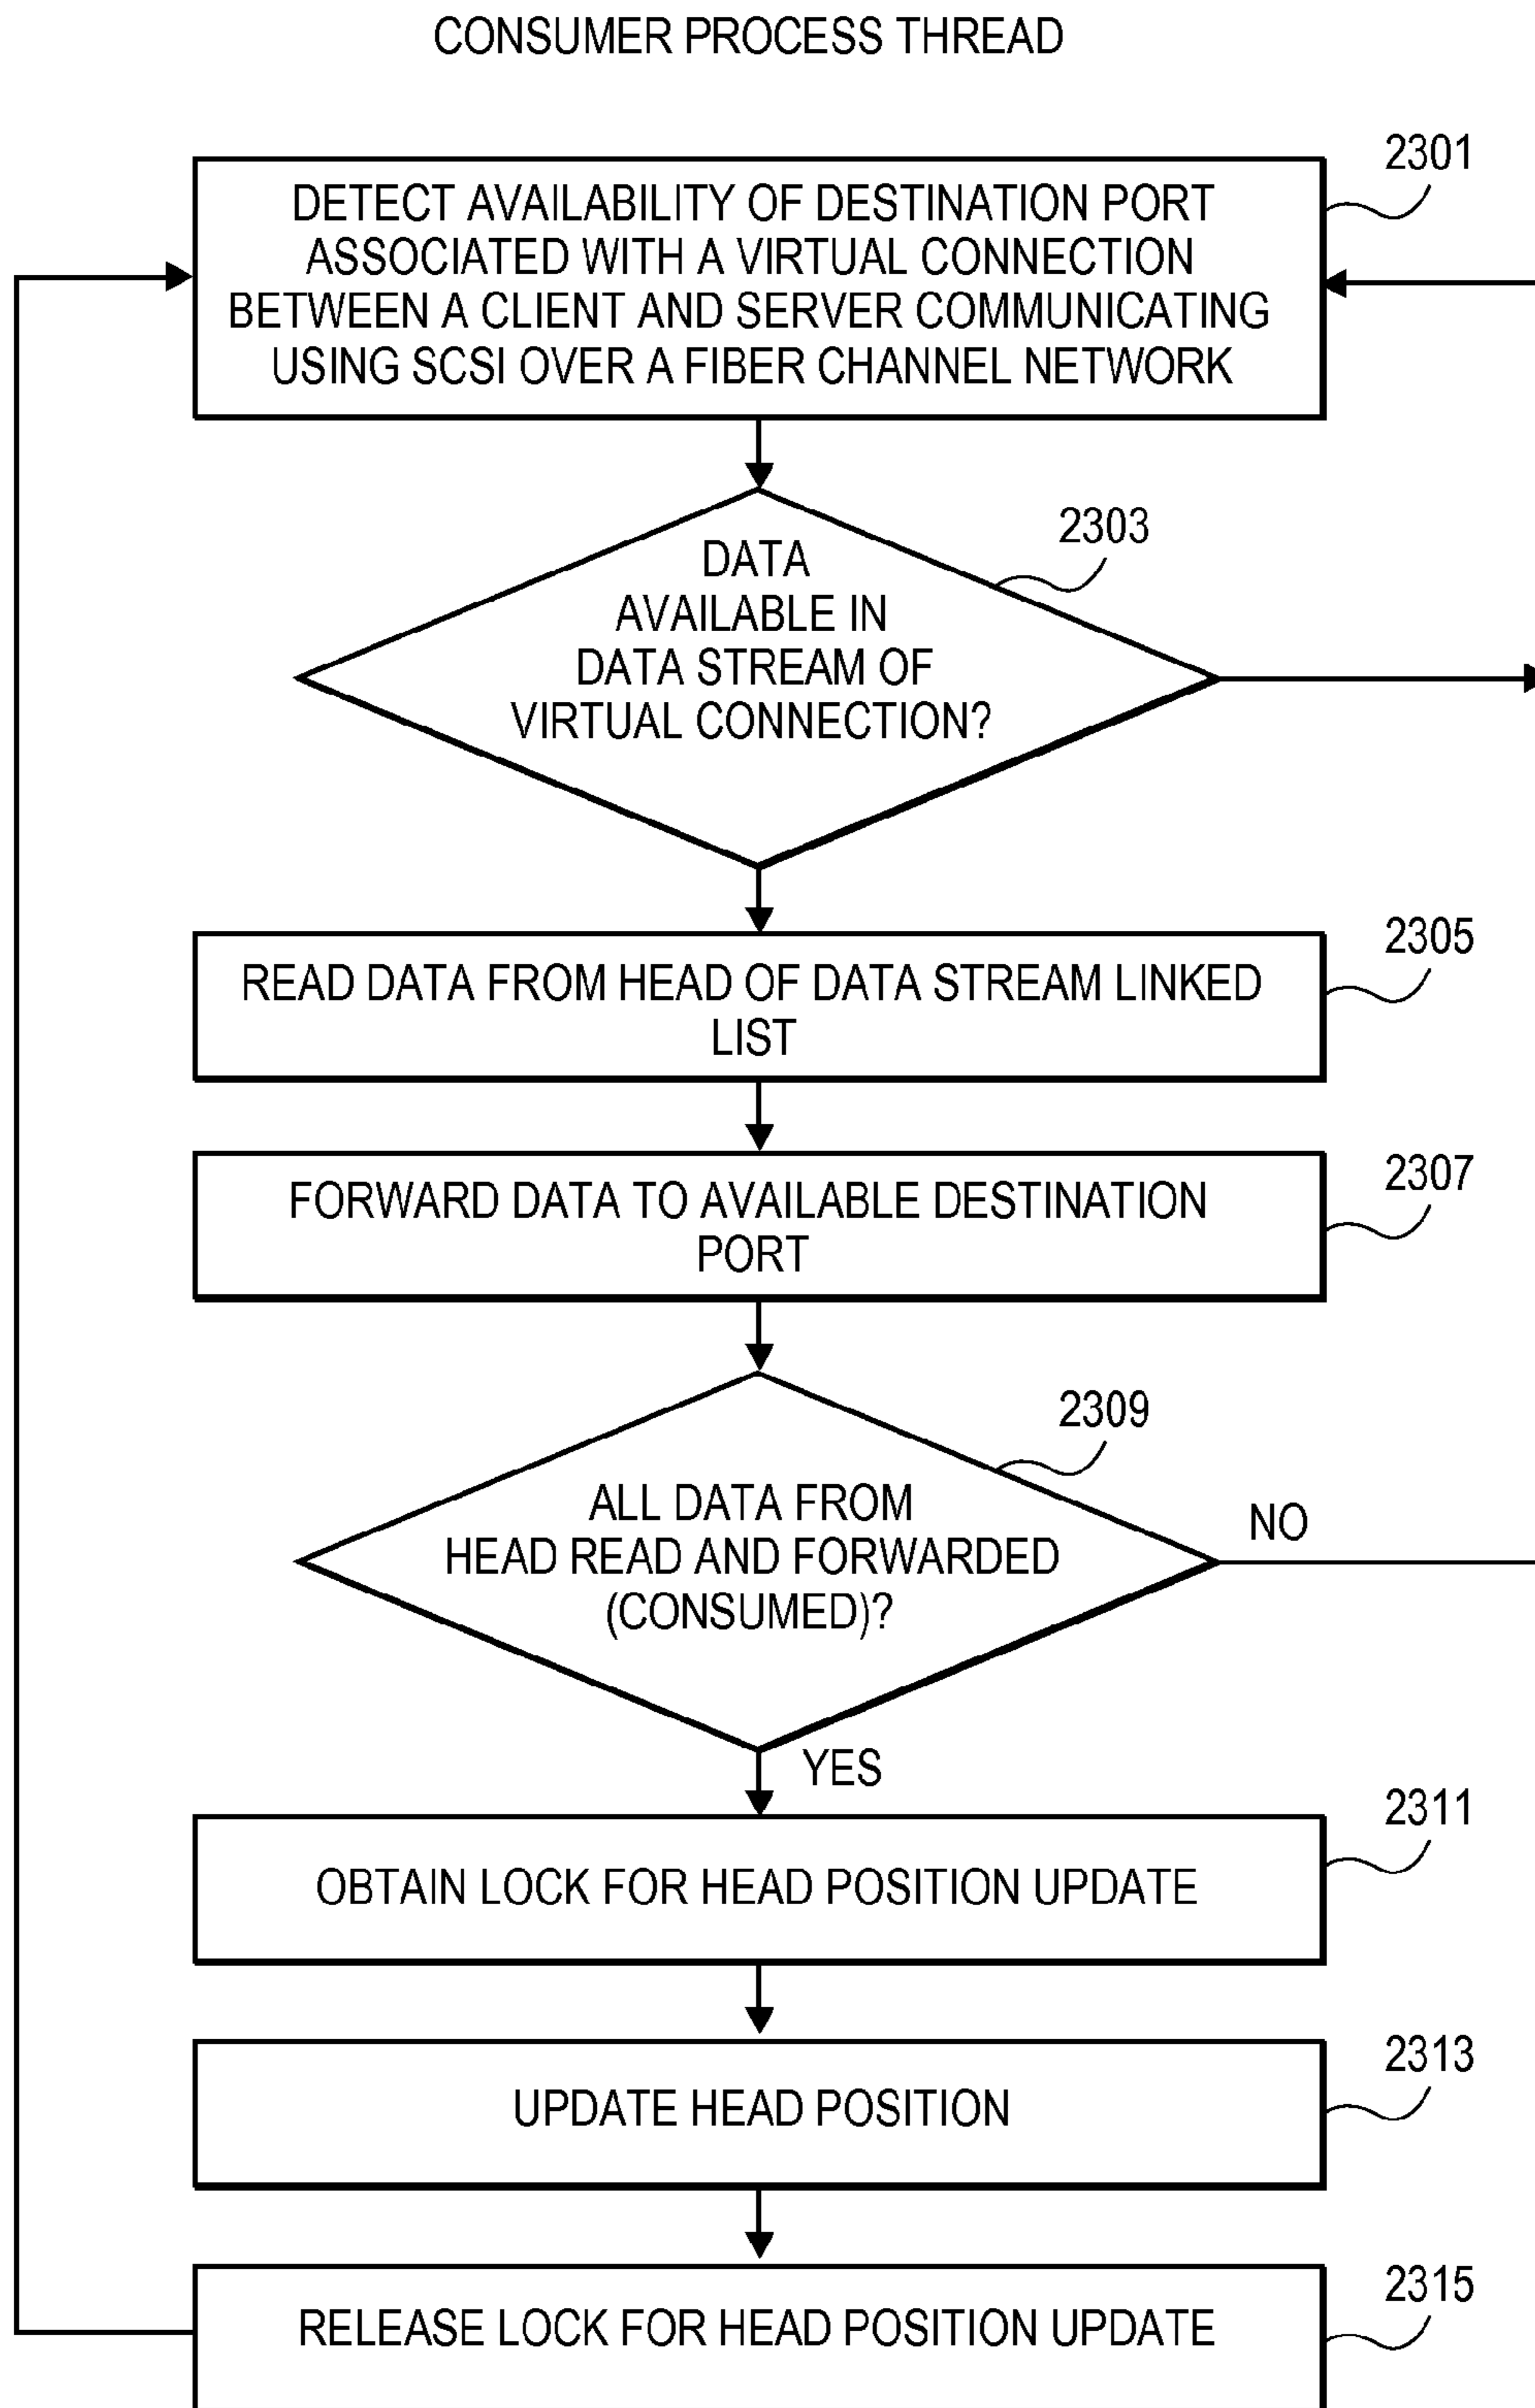 CONSUMER PROCESS THREAD
2301
DETECT AVAILABILITY OF DESTINATION PORT
ASSOCIATED WITH A VIRTUAL CONNECTION
BETWEEN A CLIENT AND SERVER COMMUNICATING
USING SCSI OVER A FIBER CHANNEL NETWORK
2303
DATA
AVAILABLE IN
DATA STREAM OF
VIRTUAL CONNECTION?
2305
READ DATA FROM HEAD OF DATA STREAM LINKED
LIST
2307
FORWARD DATA TO AVAILABLE DESTINATION
PORT
2309
ALL DATA FROM
HEAD READ AND FORWARDED
(CONSUMED)?
NO
YES
2311
OBTAIN LOCK FOR HEAD POSITION UPDATE
2313
UPDATE HEAD POSITION
2315
RELEASE LOCK FOR HEAD POSITION UPDATE